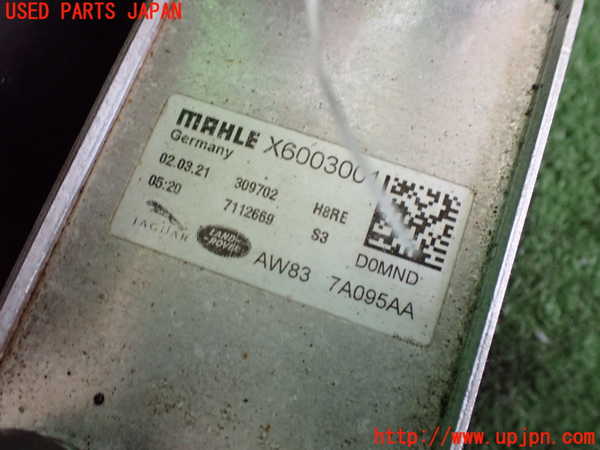 USED PARTS JAPAN
MAHLE X6003001
Germany
02.03.21 309702 H8RE
05:20 7112669 S3
JAGUAR LAND ROVER D0MND
AW83 7A095AA
http://www.upjpn.com